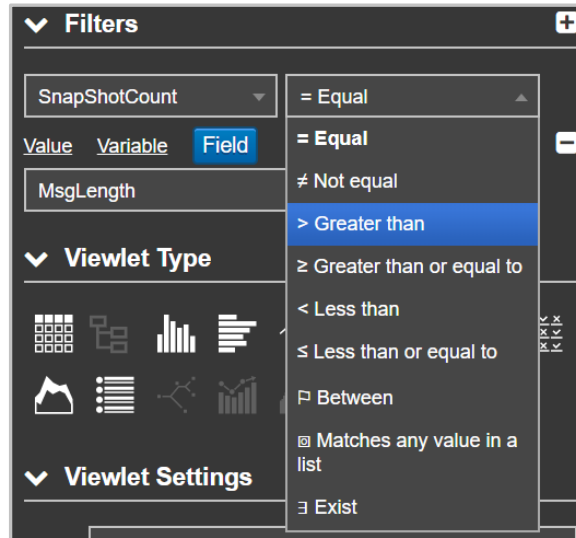 Filters
SnapShotCount
= Equal
Value Variable Field
MsgLength
= Equal
≠ Not equal
> Greater than
≥ Greater than or equal to
< Less than
≤ Less than or equal to
Between
Matches any value in a
list
∃ Exist
Viewlet Type
Viewlet Settings